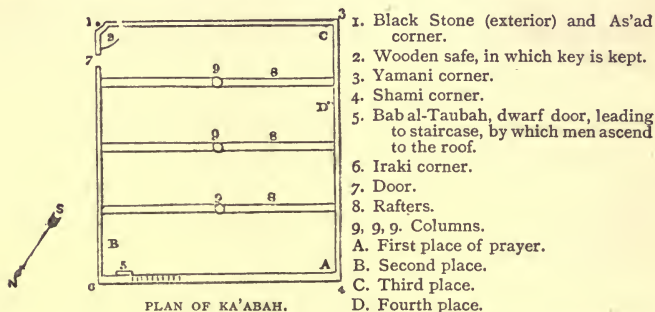 1. 3
2
7
C
9 8
D
9 8
9 8
B
5
A
6 4
S
N
PLAN OF KA'ABAH.
1. Black Stone (exterior) and As'ad
corner.
2. Wooden safe, in which key is kept.
3. Yamani corner.
4. Shami corner.
5. Bab al-Taubah, dwarf door, leading
to staircase, by which men ascend
to the roof.
6. Iraki corner.
7. Door.
8. Rafters.
9, 9, 9. Columns.
A. First place of prayer.
B. Second place.
C. Third place.
D. Fourth place.